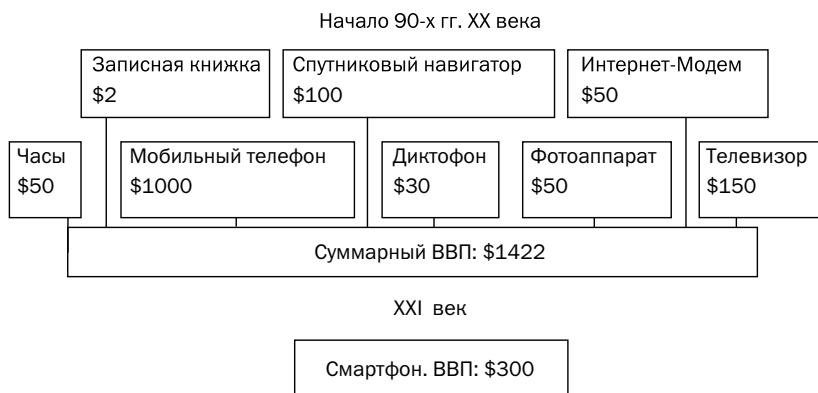 Начало 90-х гг. XX века
Записная книжка
$2
Спутниковый навигатор
$100
Интернет-Модем
$50
Часы
$50
Мобильный телефон
$1000
Диктофон
$30
Фотоаппарат
$50
Телевизор
$150
Суммарный ВВП: $1422
XXI век
Смартфон. ВВП: $300